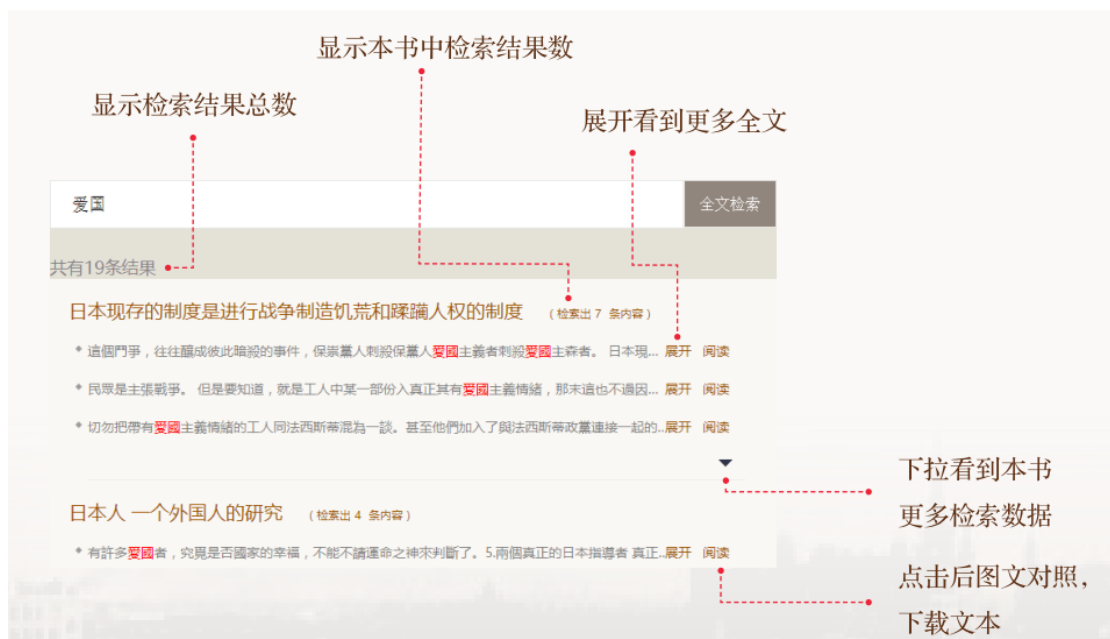 显示本书中检索结果数
显示检索结果总数
展开看到更多全文
爱国
全文检索
共有19条结果
日本现存的制度是进行战争制造饥荒和蹂躏人权的制度 (检索出 7 条内容)
* 這個鬥爭，往往釀成彼此暗殺的事件，保崇黨人刺殺保黨人愛國主義者刺殺愛國主森者。 日本現... 展开 阅读
* 民眾是主張戰爭。 但是要知道，就是工人中某一部份入真正其有愛國主義情緒，那末這也不過因... 展开 阅读
* 切勿把帶有愛國主義情緒的工人同法西斯蒂混為一談。甚至他們加入了與法西斯蒂政黨連接一起的... 展开 阅读
下拉看到本书
更多检索数据
日本人 一个外国人的研究 (检索出 4 条内容)
* 有許多愛國者，究竟是否國家的幸福，不能不請運命之神來判斷了。5.兩個真正的日本指導者 真正... 展开 阅读
点击后图文对照，
下载文本